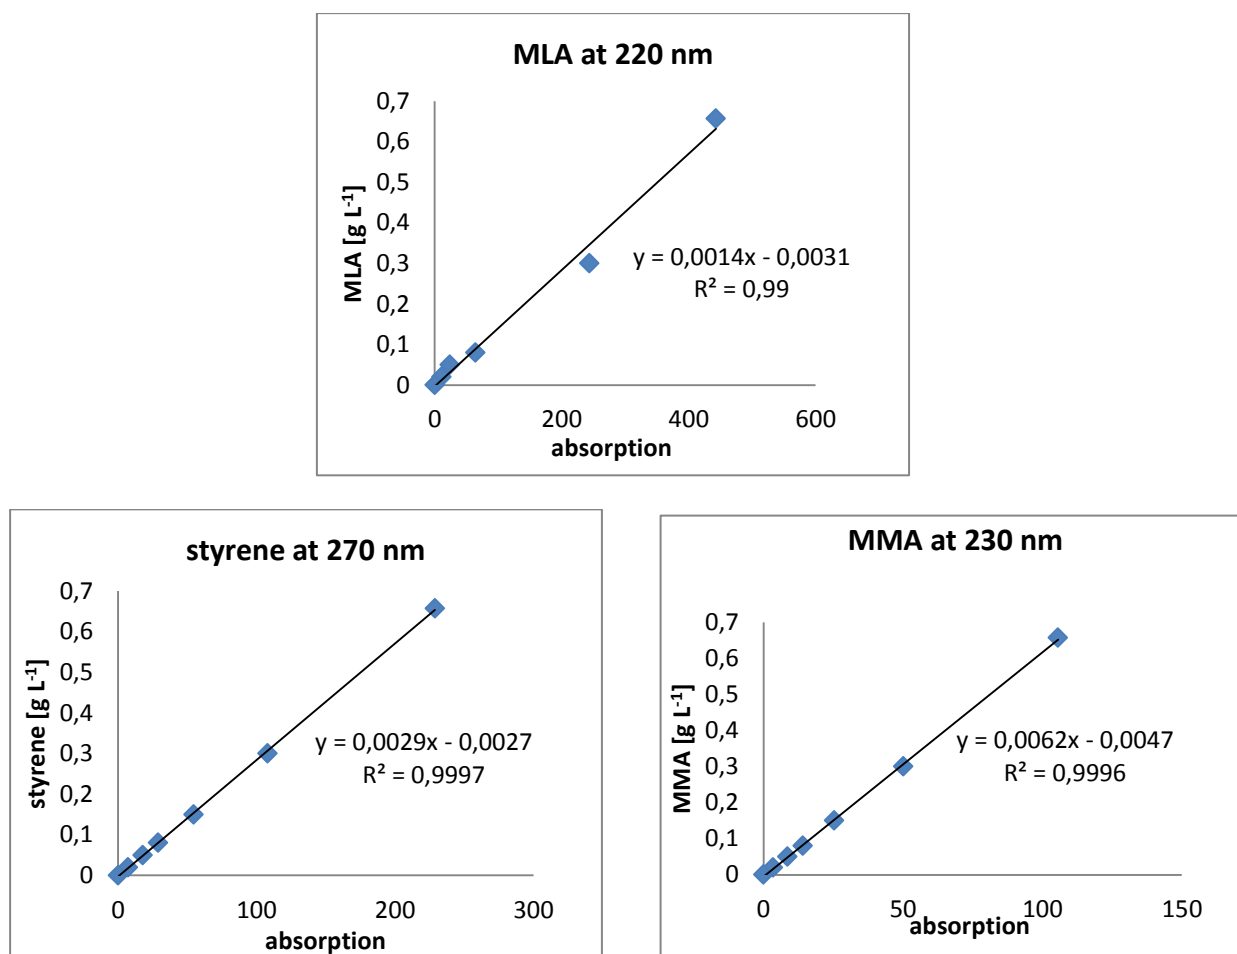 MLA at 220 nm
0,7
0,6
0,5
0,4
0,3
0,2
0,1
0
MLA [g L-1]
y = 0,0014x - 0,0031
R² = 0,99
0 200 400 600
absorption
styrene at 270 nm
0,7
0,6
0,5
0,4
0,3
0,2
0,1
0
styrene [g L-1]
y = 0,0029x - 0,0027
R² = 0,9997
0 100 200 300
absorption
MMA at 230 nm
0,7
0,6
0,5
0,4
0,3
0,2
0,1
0
MMA [g L-1]
y = 0,0062x - 0,0047
R² = 0,9996
0 50 100 150
absorption